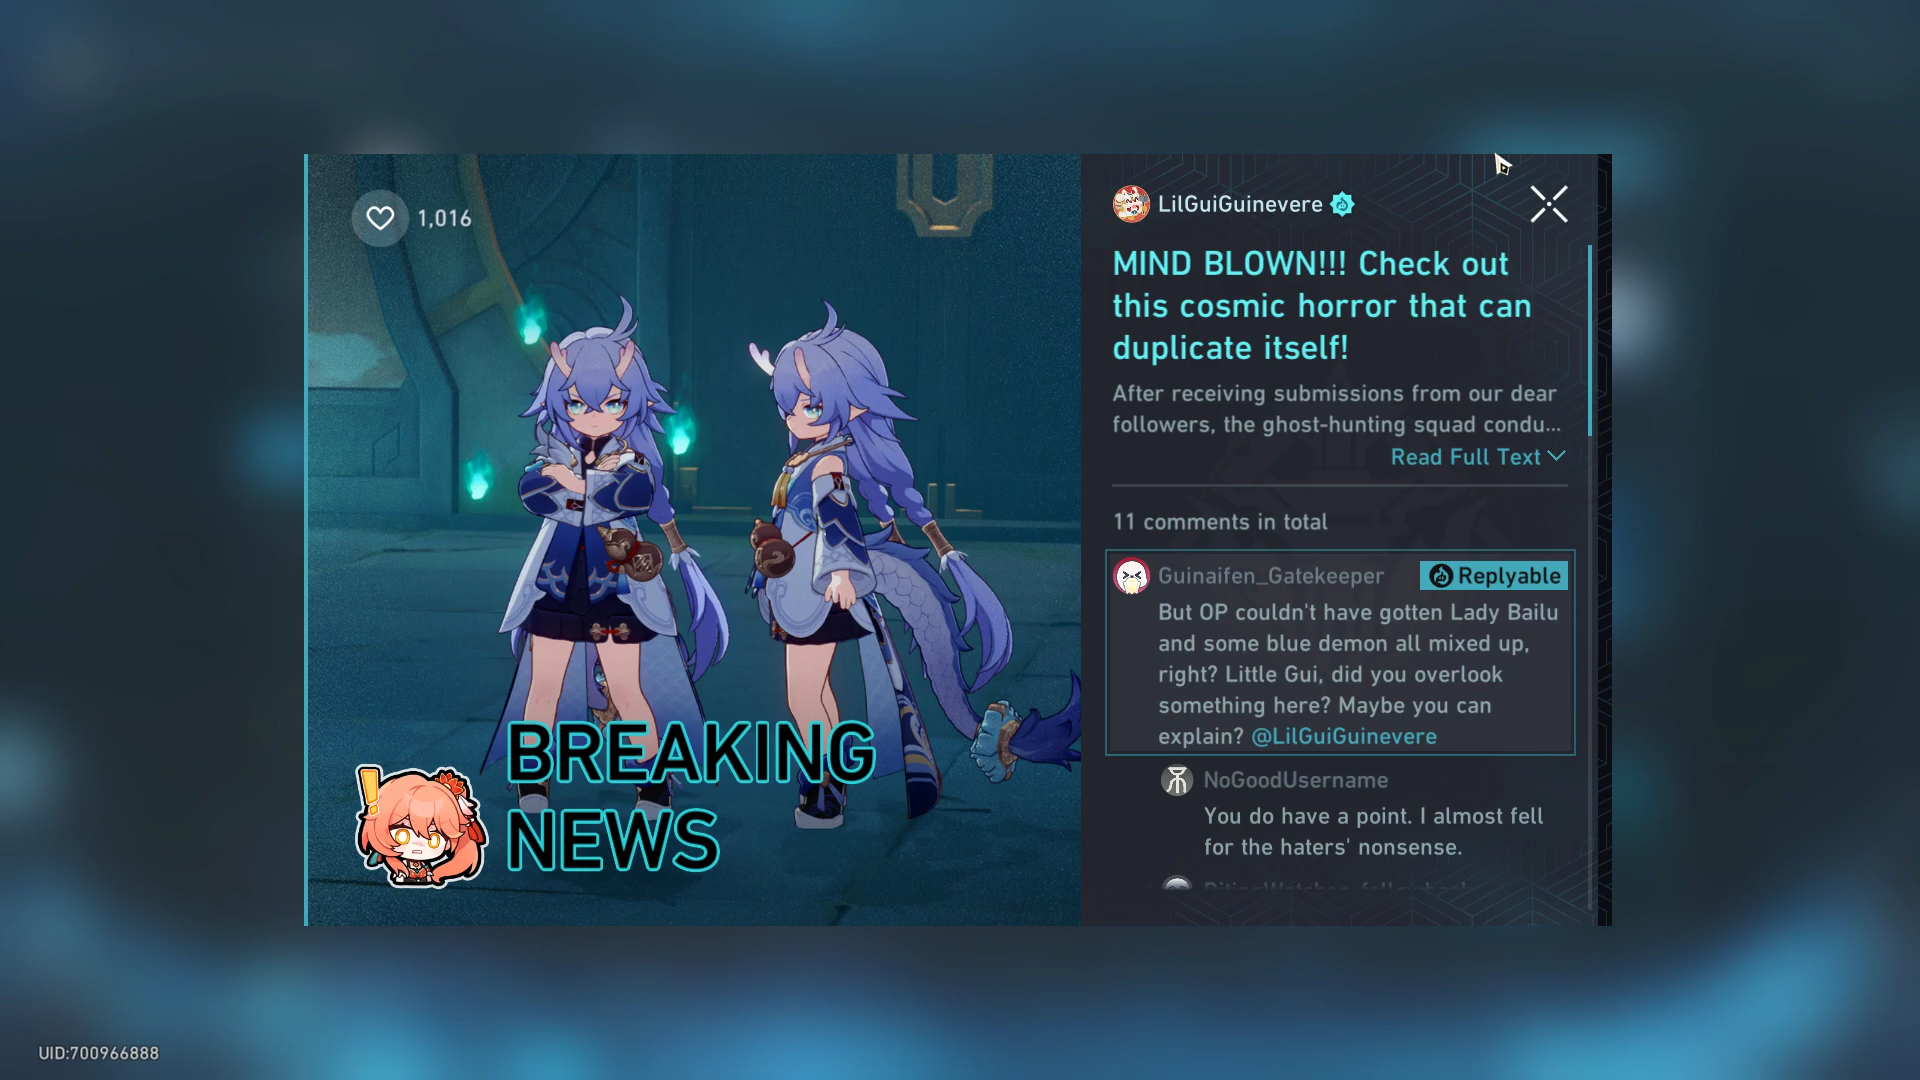 1,016
BREAKING
NEWS
LilGuiGuinevere
MIND BLOWN!!! Check out
this cosmic horror that can
duplicate itself!
After receiving submissions from our dear
followers, the ghost-hunting squad condu...
Read Full Text
11 comments in total
Guinaifen_Gatekeeper
Replyable
But OP couldn't have gotten Lady Bailu
and some blue demon all mixed up,
right? Little Gui, did you overlook
something here? Maybe you can
explain? @LilGuiGuinevere
NoGoodUsername
You do have a point. I almost fell
for the haters' nonsense.
UID:700966888